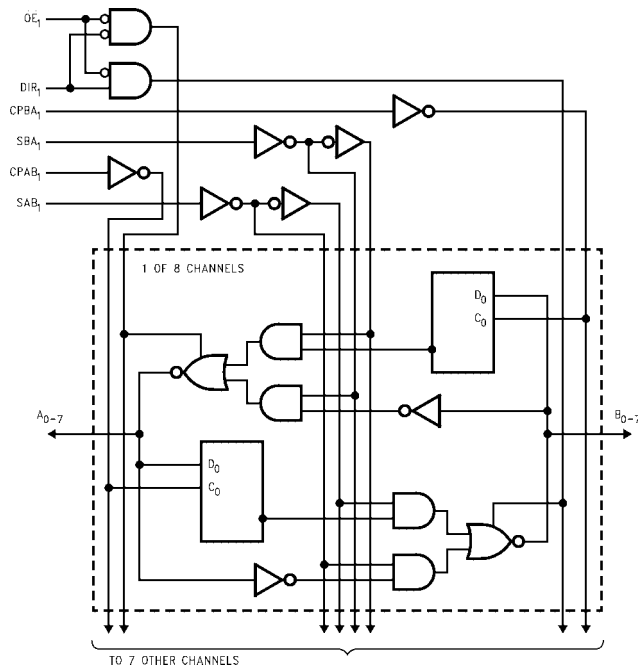 OE₁
DIR₁
CPBA₁
SBA₁
CPAB₁
SAB₁
1 OF 8 CHANNELS
D₀
C₀
A₀₋₇
B₀₋₇
D₀
C₀
TO 7 OTHER CHANNELS